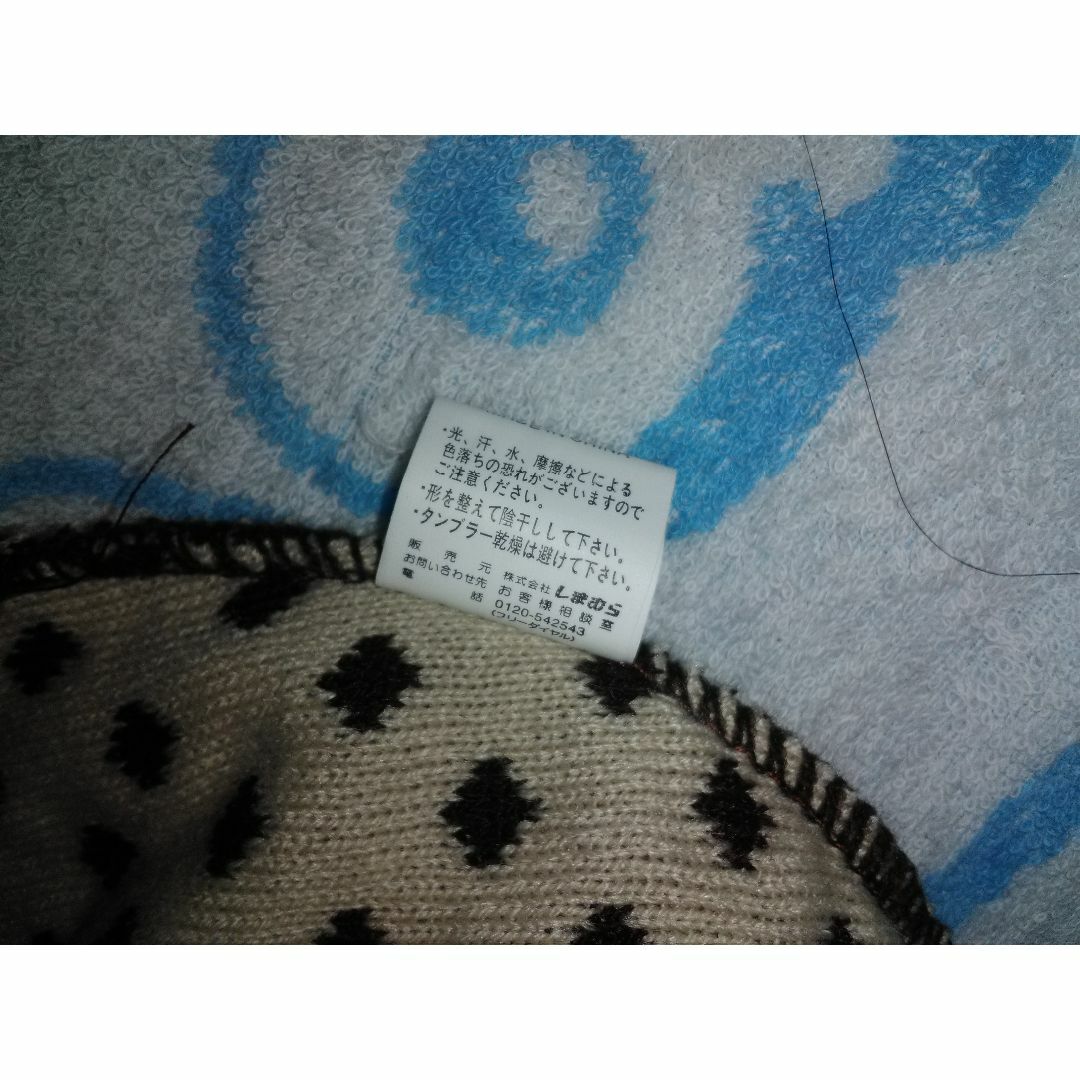 ・光、汗、水、摩擦などによる
色落ちの恐れがございますので
ご注意ください。
・形を整えて陰干しして下さい。
・タンブラー乾燥は避けて下さい。
販売元 株式会社しまむら
お問い合わせ先 お客様相談室
電話 0120-542543
(フリーダイヤル)